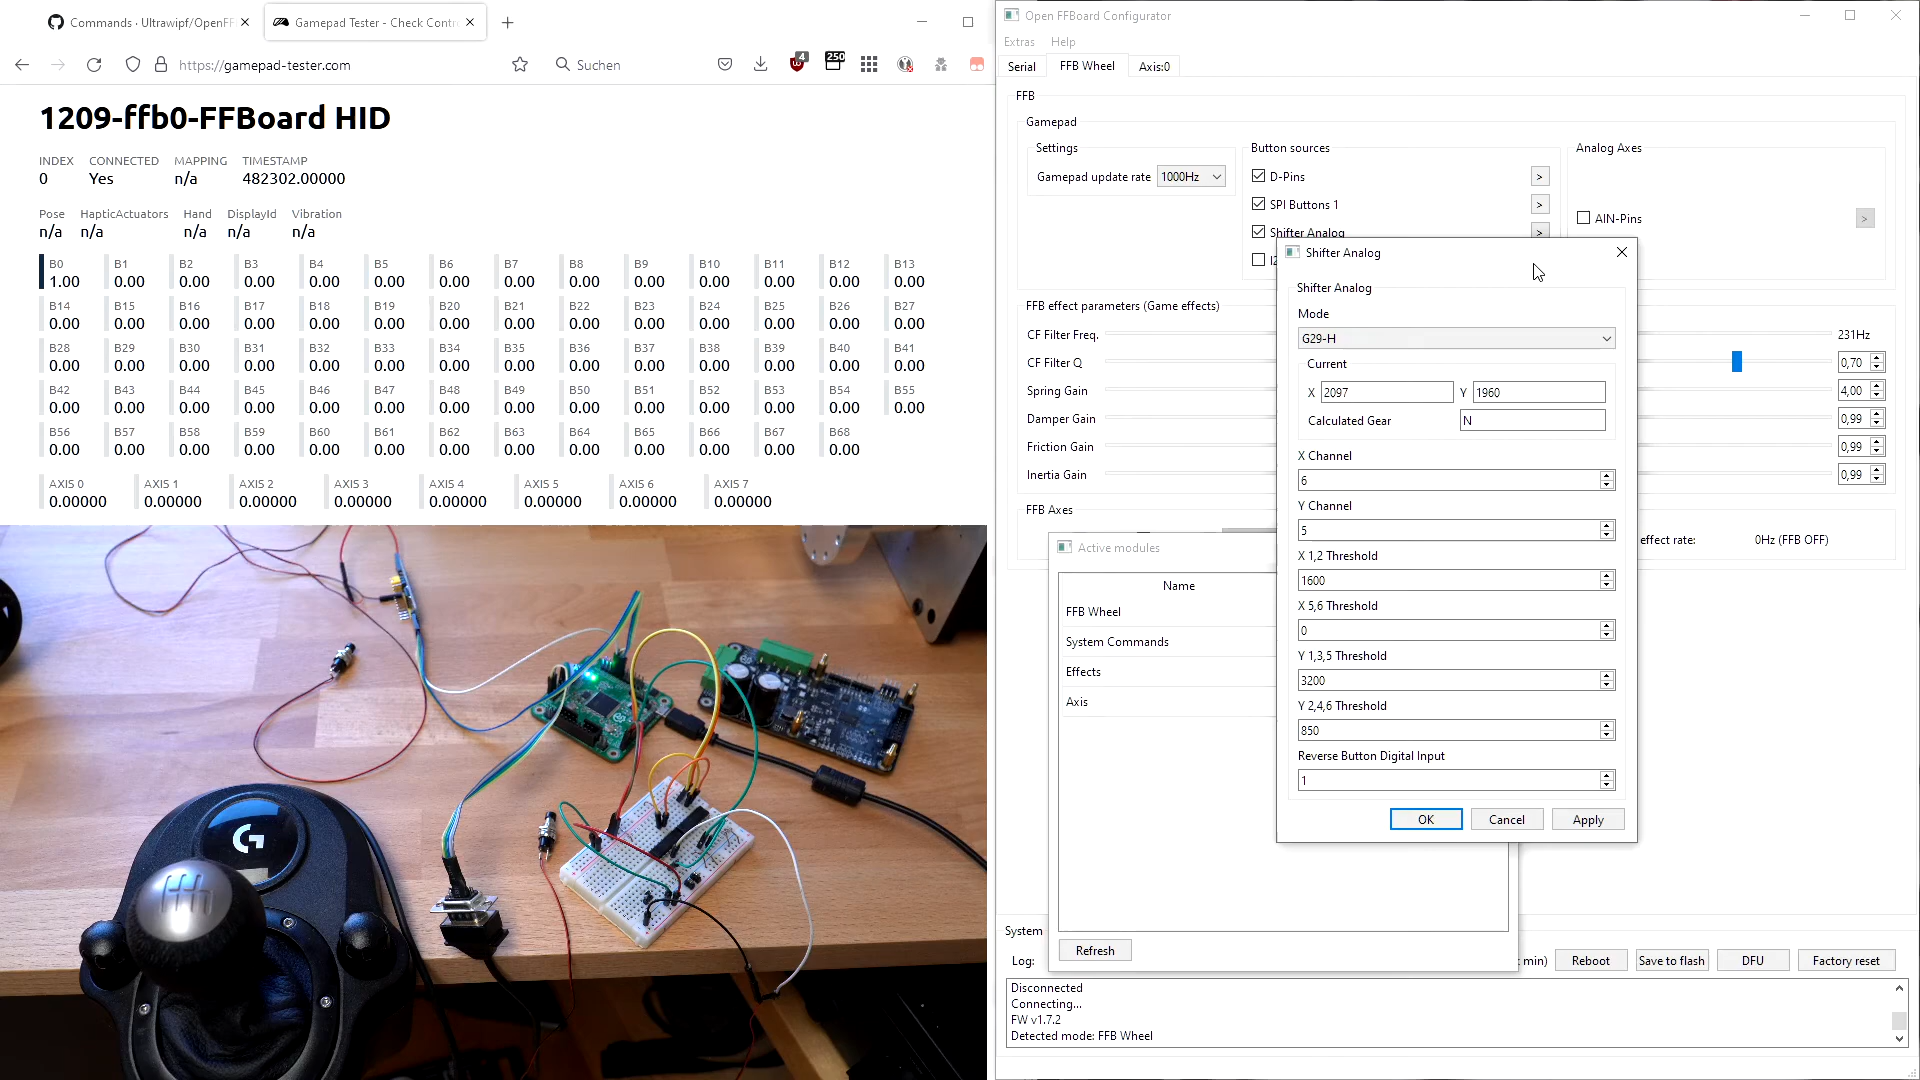 Commands · Ultrawipf/OpenFF
Gamepad Tester - Check Contr
https://gamepad-tester.com
Suchen
4
250
1209-ffb0-FFBoard HID
INDEX CONNECTED MAPPING TIMESTAMP
0 Yes n/a 482302.00000
Pose HapticActuators Hand DisplayId Vibration
n/a n/a n/a n/a n/a
B0 B1 B2 B3 B4 B5 B6 B7 B8 B9 B10 B11 B12 B13
1.00 0.00 0.00 0.00 0.00 0.00 0.00 0.00 0.00 0.00 0.00 0.00 0.00 0.00
B14 B15 B16 B17 B18 B19 B20 B21 B22 B23 B24 B25 B26 B27
0.00 0.00 0.00 0.00 0.00 0.00 0.00 0.00 0.00 0.00 0.00 0.00 0.00 0.00
B28 B29 B30 B31 B32 B33 B34 B35 B36 B37 B38 B39 B40 B41
0.00 0.00 0.00 0.00 0.00 0.00 0.00 0.00 0.00 0.00 0.00 0.00 0.00 0.00
B42 B43 B44 B45 B46 B47 B48 B49 B50 B51 B52 B53 B54 B55
0.00 0.00 0.00 0.00 0.00 0.00 0.00 0.00 0.00 0.00 0.00 0.00 0.00 0.00
B56 B57 B58 B59 B60 B61 B62 B63 B64 B65 B66 B67 B68
0.00 0.00 0.00 0.00 0.00 0.00 0.00 0.00 0.00 0.00 0.00 0.00 0.00
AXIS 0 AXIS 1 AXIS 2 AXIS 3 AXIS 4 AXIS 5 AXIS 6 AXIS 7
0.00000 0.00000 0.00000 0.00000 0.00000 0.00000 0.00000 0.00000
G
Open FFBoard Configurator
Extras Help
Serial FFB Wheel Axis:0
FFB
Gamepad
Settings
Gamepad update rate 1000Hz
Button sources
D-Pins >
SPI Buttons 1 >
Shifter Analog >
I2
Analog Axes
AIN-Pins >
FFB effect parameters (Game effects)
CF Filter Freq. 231Hz
CF Filter Q 0,70
Spring Gain 4,00
Damper Gain 0,99
Friction Gain 0,99
Inertia Gain 0,99
FFB Axes
effect rate: 0Hz (FFB OFF)
Shifter Analog
Shifter Analog
Mode
G29-H
Current
X 2097 Y 1960
Calculated Gear N
X Channel
6
Y Channel
5
X 1,2 Threshold
1600
X 5,6 Threshold
0
Y 1,3,5 Threshold
3200
Y 2,4,6 Threshold
850
Reverse Button Digital Input
1
OK Cancel Apply
Active modules
Name
FFB Wheel
System Commands
Effects
Axis
Refresh
System
Log: min) Reboot Save to flash DFU Factory reset
Disconnected
Connecting...
FW v1.7.2
Detected mode: FFB Wheel